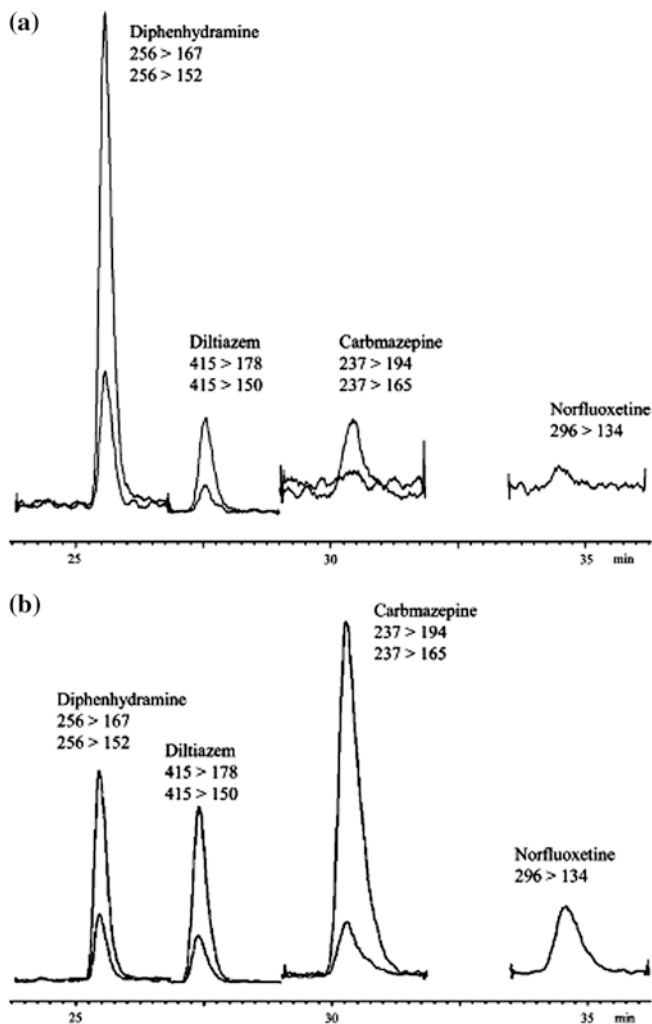 (a)
Diphenhydramine
256 > 167
256 > 152
Diltiazem
415 > 178
415 > 150
Carbmazepine
237 > 194
237 > 165
Norfluoxetine
296 > 134
25
30
35
min
(b)
Carbmazepine
237 > 194
237 > 165
Diphenhydramine
256 > 167
256 > 152
Diltiazem
415 > 178
415 > 150
Norfluoxetine
296 > 134
25
30
35
min